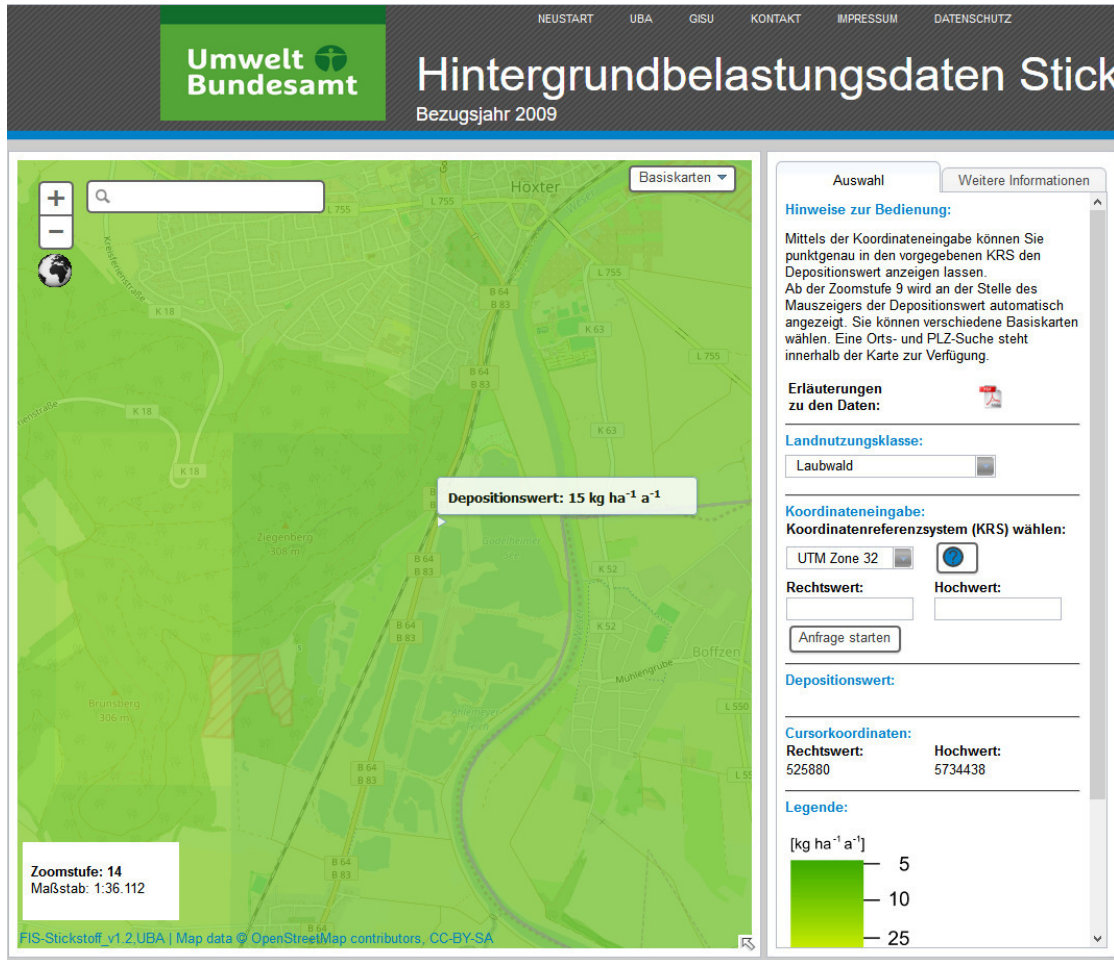 NEUSTART UBA GISU KONTAKT IMPRESSUM DATENSCHUTZ
Umwelt
Bundesamt
Hintergrundbelastungsdaten Stick
Bezugsjahr 2009
+
−
Basiskarten
Höxter
L 755
L 755
Weser
Kreisferienstraße
K 18
B 64
B 83
L 755
K 63
L 755
B 64
B 83
K 18
K 63
K 18
Depositionswert: 15 kg ha⁻¹ a⁻¹
Ziegenberg
308 m
Godelheimer
B 64
B 83
K 52
B 64
B 83
K 52
Boffzen
Mühlengrube
Brunsberg
306 m
L 550
B 64
B 83
B 64
B 83
B 64
Zoomstufe: 14
Maßstab: 1:36.112
FIS-Stickstoff_v1.2,UBA | Map data © OpenStreetMap contributors, CC-BY-SA
Auswahl Weitere Informationen
Hinweise zur Bedienung:
Mittels der Koordinateneingabe können Sie
punktgenau in den vorgegebenen KRS den
Depositionswert anzeigen lassen.
Ab der Zoomstufe 9 wird an der Stelle des
Mauszeigers der Depositionswert automatisch
angezeigt. Sie können verschiedene Basiskarten
wählen. Eine Orts- und PLZ-Suche steht
innerhalb der Karte zur Verfügung.
Erläuterungen
zu den Daten:
Landnutzungsklasse:
Laubwald
Koordinateneingabe:
Koordinatenreferenzsystem (KRS) wählen:
UTM Zone 32 ?
Rechtswert: Hochwert:
Anfrage starten
Depositionswert:
Cursorkoordinaten:
Rechtswert: Hochwert:
525880 5734438
Legende:
[kg ha⁻¹ a⁻¹]
5
10
25